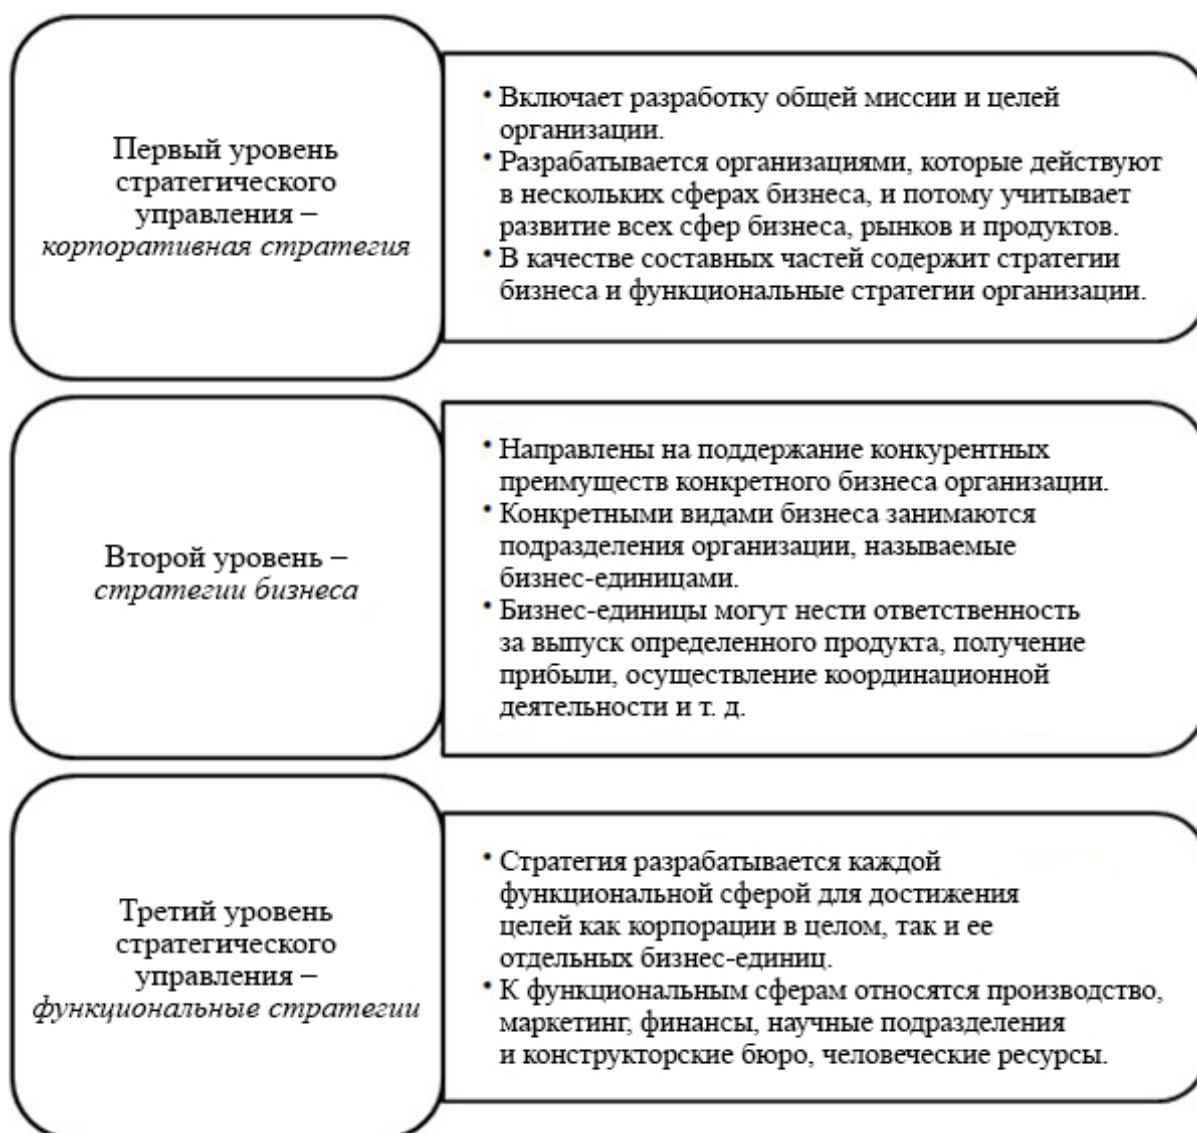 Первый уровень
стратегического
управления –
корпоративная стратегия
• Включает разработку общей миссии и целей
организации.
• Разрабатывается организациями, которые действуют
в нескольких сферах бизнеса, и потому учитывает
развитие всех сфер бизнеса, рынков и продуктов.
• В качестве составных частей содержит стратегии
бизнеса и функциональные стратегии организации.
Второй уровень –
стратегии бизнеса
• Направлены на поддержание конкурентных
преимуществ конкретного бизнеса организации.
• Конкретными видами бизнеса занимаются
подразделения организации, называемые
бизнес-единицами.
• Бизнес-единицы могут нести ответственность
за выпуск определенного продукта, получение
прибыли, осуществление координационной
деятельности и т. д.
Третий уровень
стратегического
управления –
функциональные стратегии
• Стратегия разрабатывается каждой
функциональной сферой для достижения
целей как корпорации в целом, так и ее
отдельных бизнес-единиц.
• К функциональным сферам относятся производство,
маркетинг, финансы, научные подразделения
и конструкторские бюро, человеческие ресурсы.